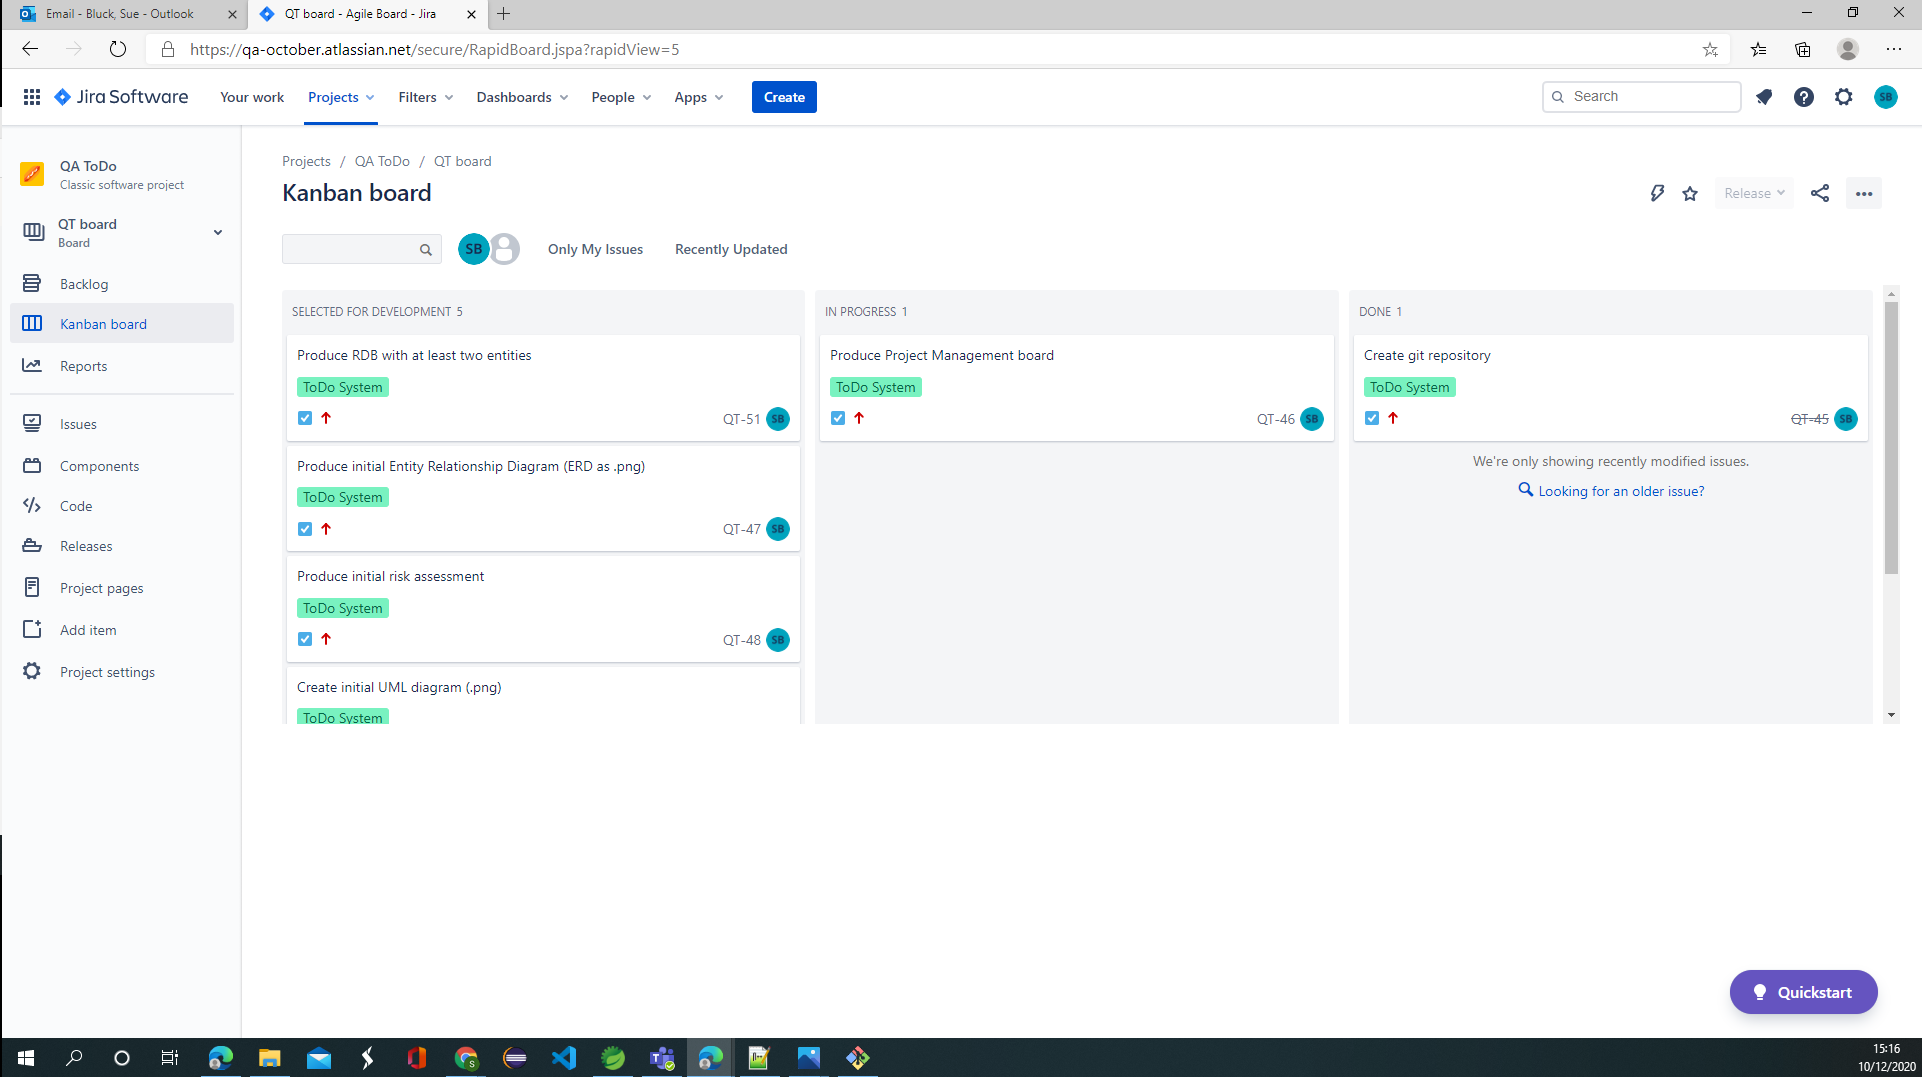 Email - Bluck, Sue - Outlook
QT board - Agile Board - Jira
https://qa-october.atlassian.net/secure/RapidBoard.jspa?rapidView=5
Jira Software
Your work
Projects
Filters
Dashboards
People
Apps
Create
Search
SB
QA ToDo
Classic software project
QT board
Board
Backlog
Kanban board
Reports
Issues
Components
Code
Releases
Project pages
Add item
Project settings
Projects / QA ToDo / QT board
Kanban board
Release
SB
Only My Issues
Recently Updated
SELECTED FOR DEVELOPMENT 5
Produce RDB with at least two entities
ToDo System
QT-51 SB
Produce initial Entity Relationship Diagram (ERD as .png)
ToDo System
QT-47 SB
Produce initial risk assessment
ToDo System
QT-48 SB
Create initial UML diagram (.png)
ToDo System
IN PROGRESS 1
Produce Project Management board
ToDo System
QT-46 SB
DONE 1
Create git repository
ToDo System
QT-45 SB
We're only showing recently modified issues.
Looking for an older issue?
Quickstart
15:16
10/12/2020